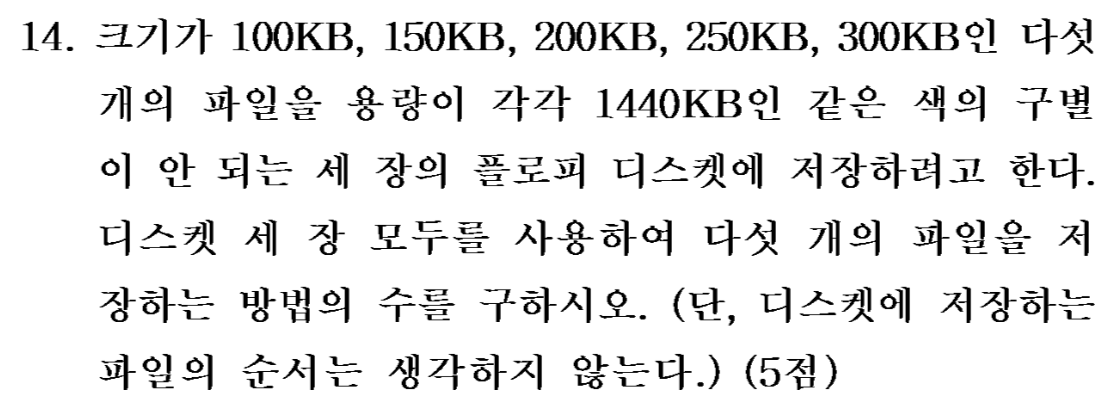 14. 크기가 100KB, 150KB, 200KB, 250KB, 300KB인 다섯
개의 파일을 용량이 각각 1440KB인 같은 색의 구별
이 안 되는 세 장의 플로피 디스켓에 저장하려고 한다.
디스켓 세 장 모두를 사용하여 다섯 개의 파일을 저
장하는 방법의 수를 구하시오. (단, 디스켓에 저장하는
파일의 순서는 생각하지 않는다.) (5점)